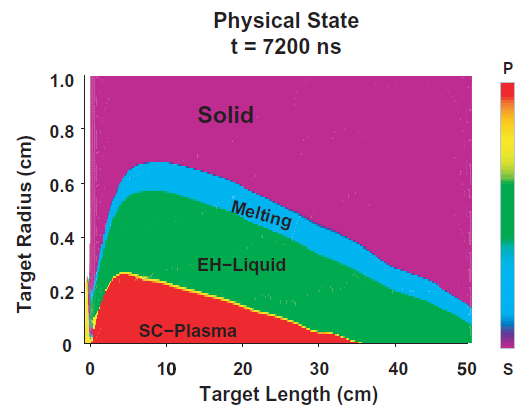 Physical State
t = 7200 ns
P
1.0
0.8
0.6
0.4
0.2
0
Target Radius (cm)
Solid
Melting
EH-Liquid
SC-Plasma
S
0 10 20 30 40 50
Target Length (cm)